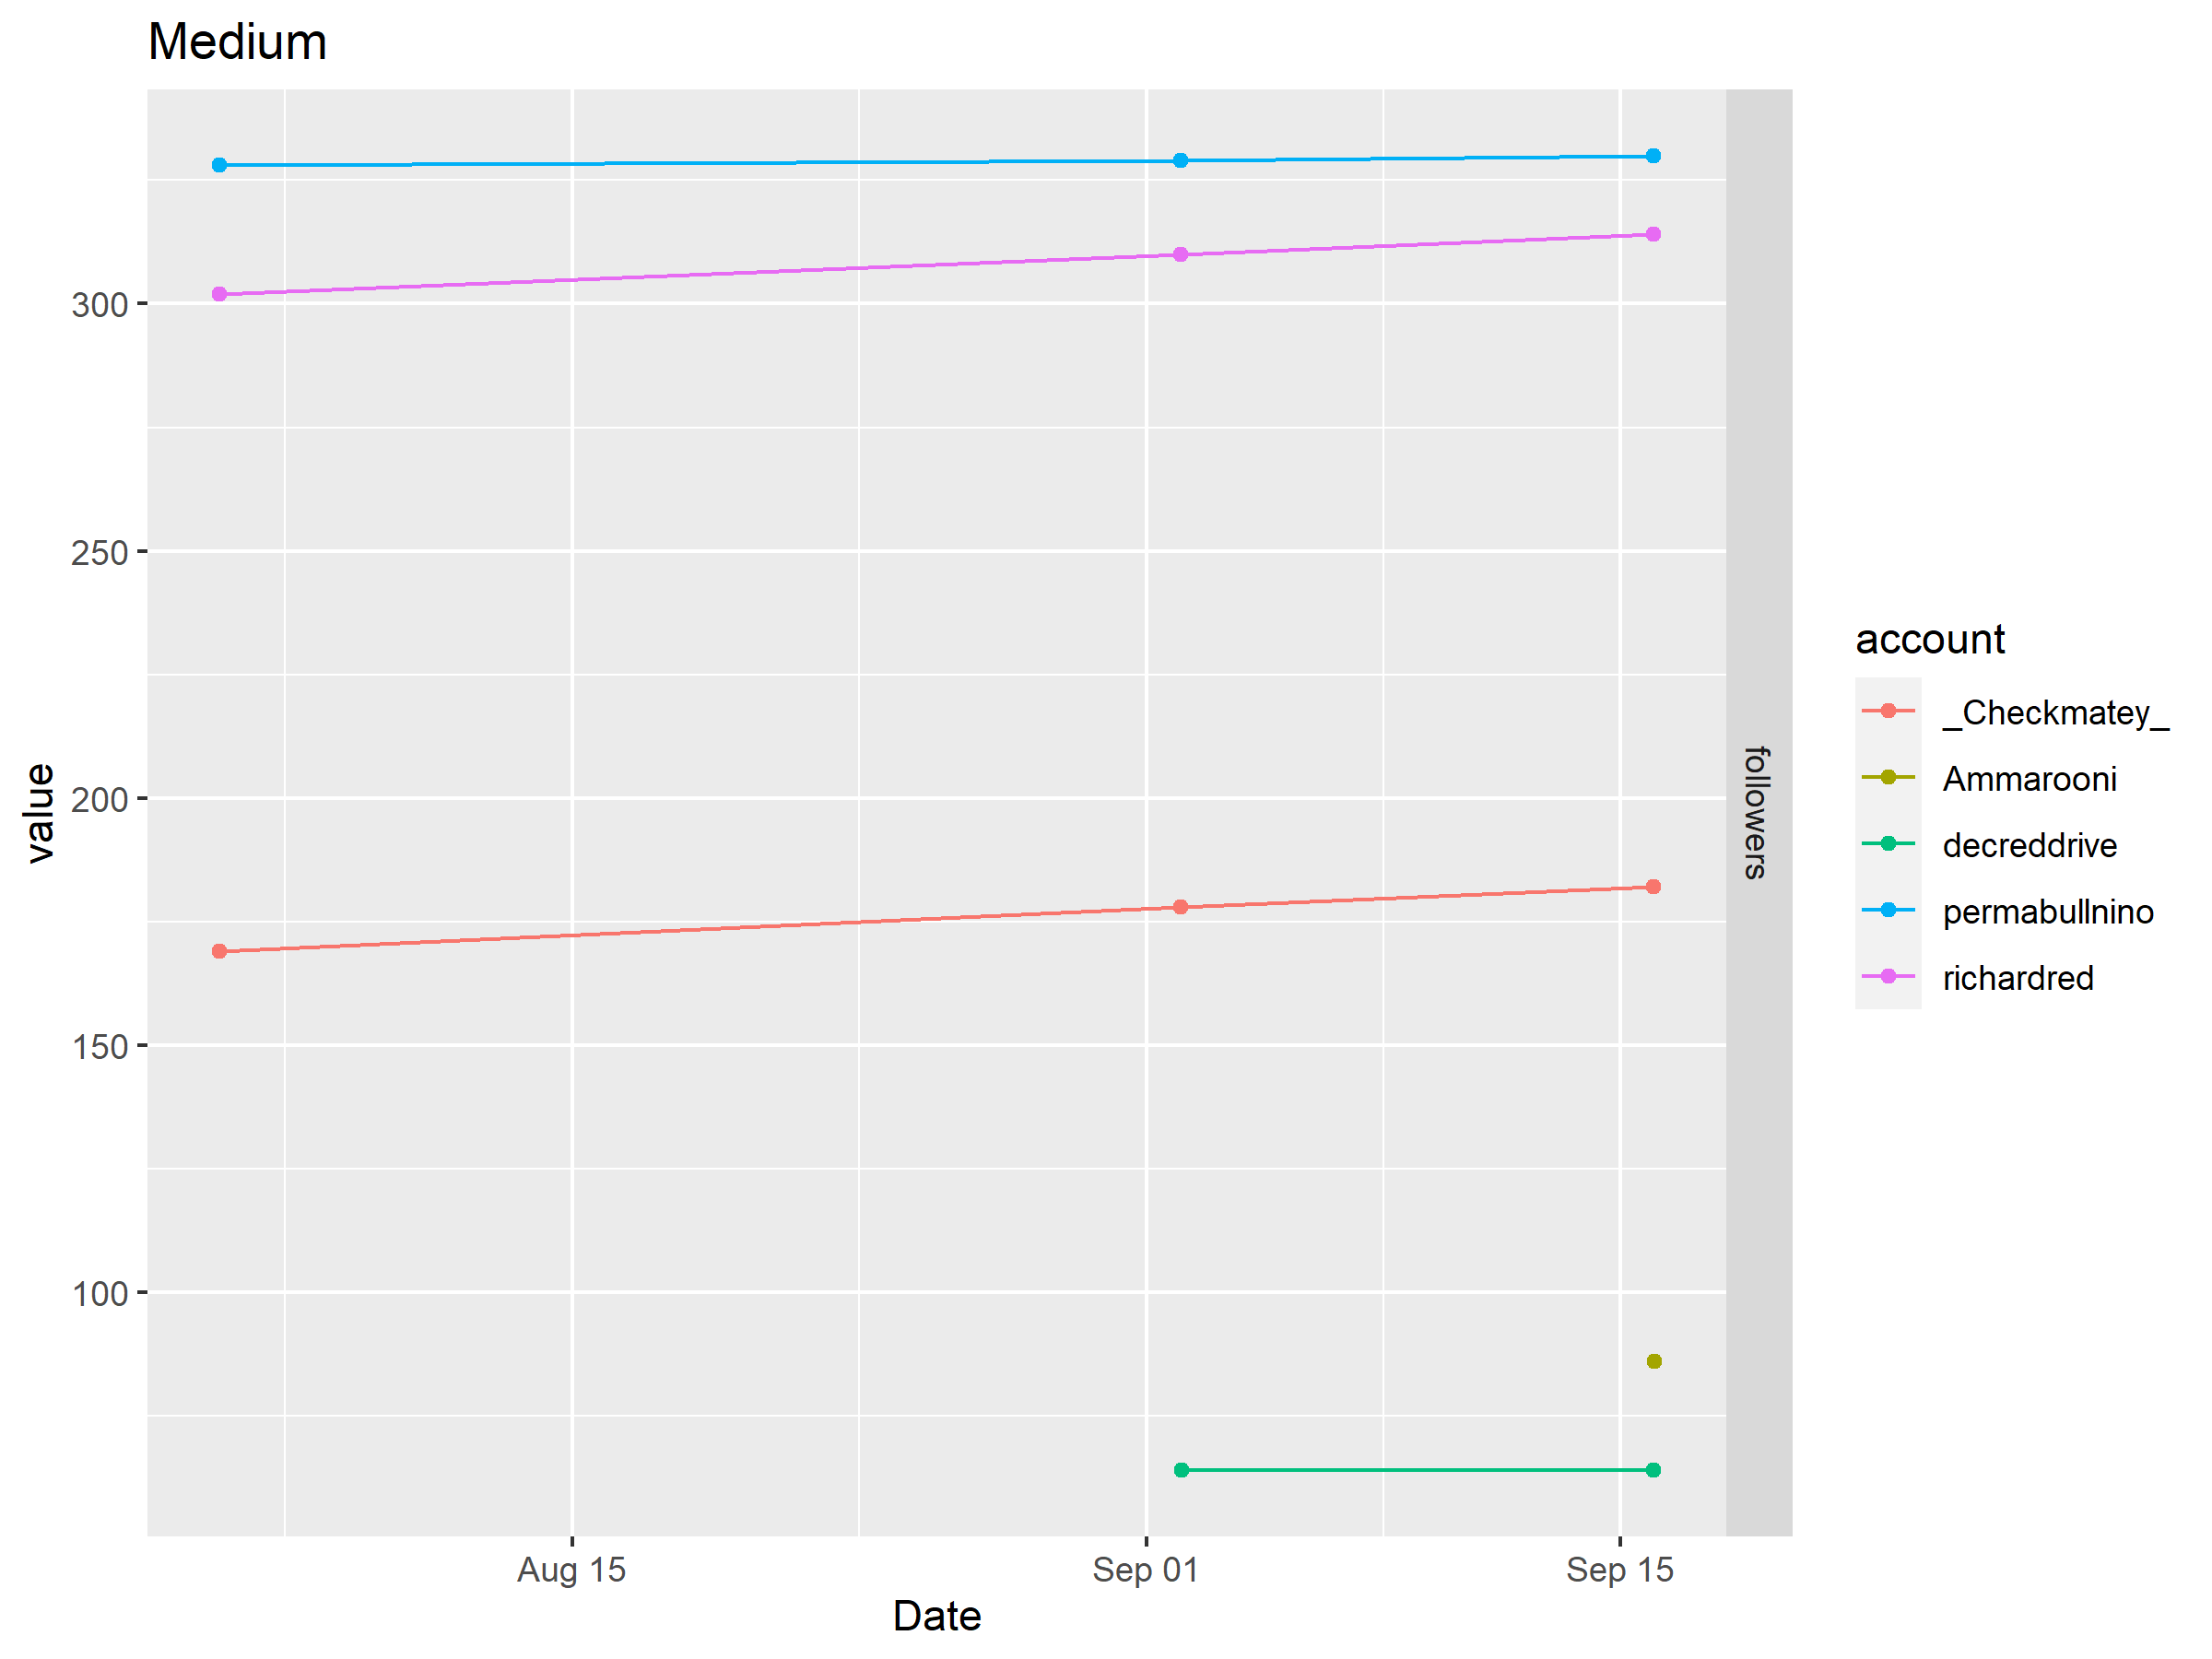 Medium
value
300
250
200
150
100
Aug 15
Sep 01
Sep 15
Date
followers
account
_Checkmatey_
Ammarooni
decreddrive
permabullnino
richardred